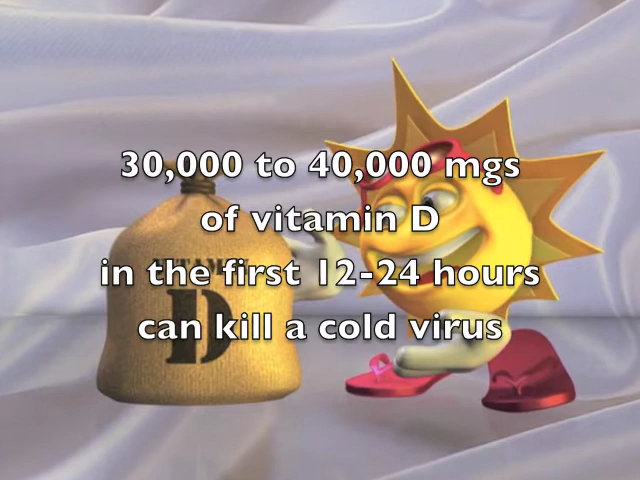 30,000 to 40,000 mgs
of vitamin D
in the first 12-24 hours
can kill a cold virus
D